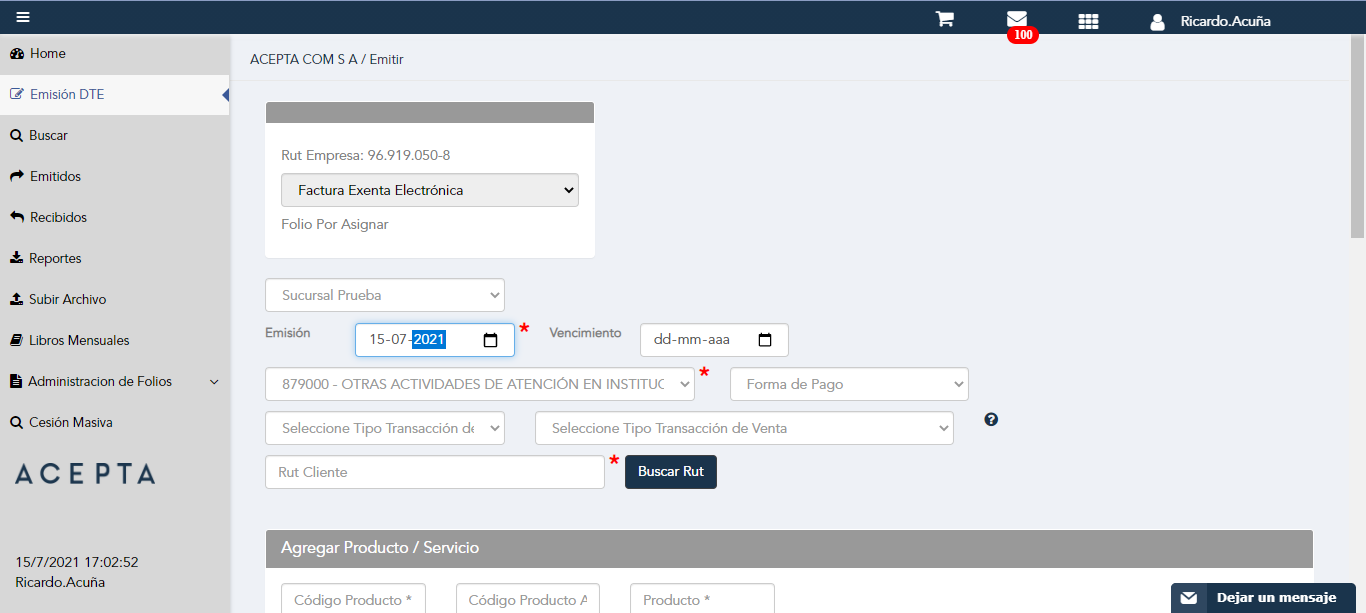 Ricardo.Acuña
100
Home
Emisión DTE
Buscar
Emitidos
Recibidos
Reportes
Subir Archivo
Libros Mensuales
Administracion de Folios
Cesión Masiva
ACEPTA
15/7/2021 17:02:52
Ricardo.Acuña
ACEPTA COM S A / Emitir
Rut Empresa: 96.919.050-8
Factura Exenta Electrónica
Folio Por Asignar
Sucursal Prueba
Emisión 15-07-2021 * Vencimiento dd-mm-aaa
879000 - OTRAS ACTIVIDADES DE ATENCIÓN EN INSTITUC * Forma de Pago
Seleccione Tipo Transacción de Seleccione Tipo Transacción de Venta
Rut Cliente * Buscar Rut
Agregar Producto / Servicio
Código Producto * Código Producto A Producto *
Dejar un mensaje